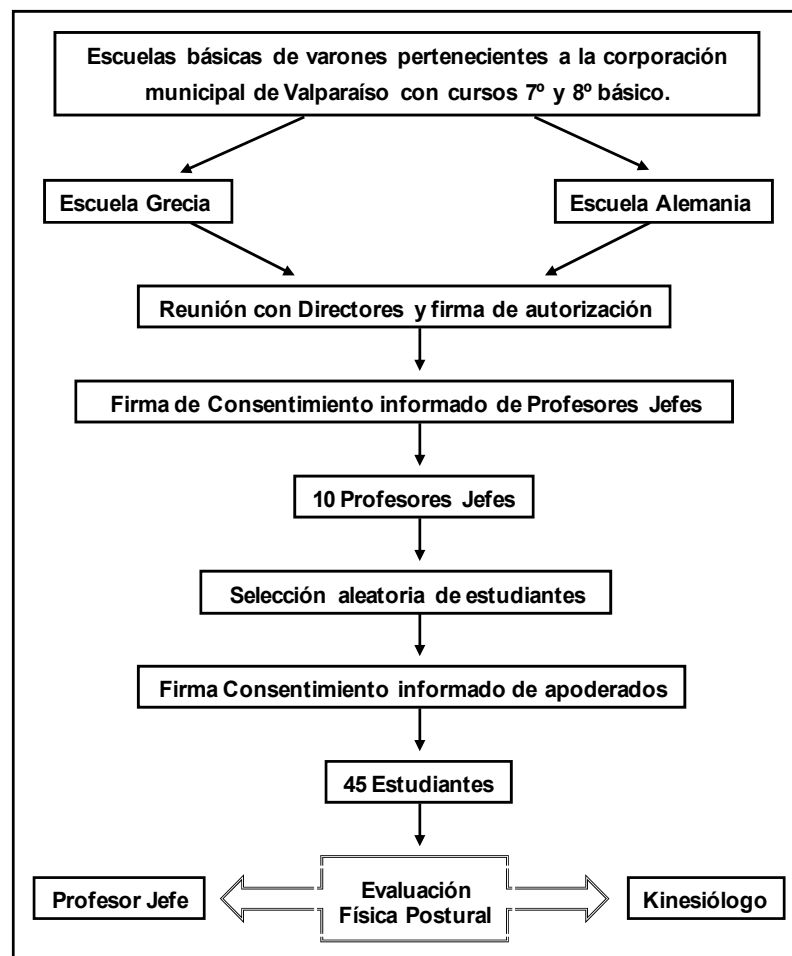 Escuelas básicas de varones pertenecientes a la corporación
municipal de Valparaíso con cursos 7º y 8º básico.
Escuela Grecia
Escuela Alemania
Reunión con Directores y firma de autorización
Firma de Consentimiento informado de Profesores Jefes
10 Profesores Jefes
Selección aleatoria de estudiantes
Firma Consentimiento informado de apoderados
45 Estudiantes
Profesor Jefe
Evaluación
Física Postural
Kinesiólogo